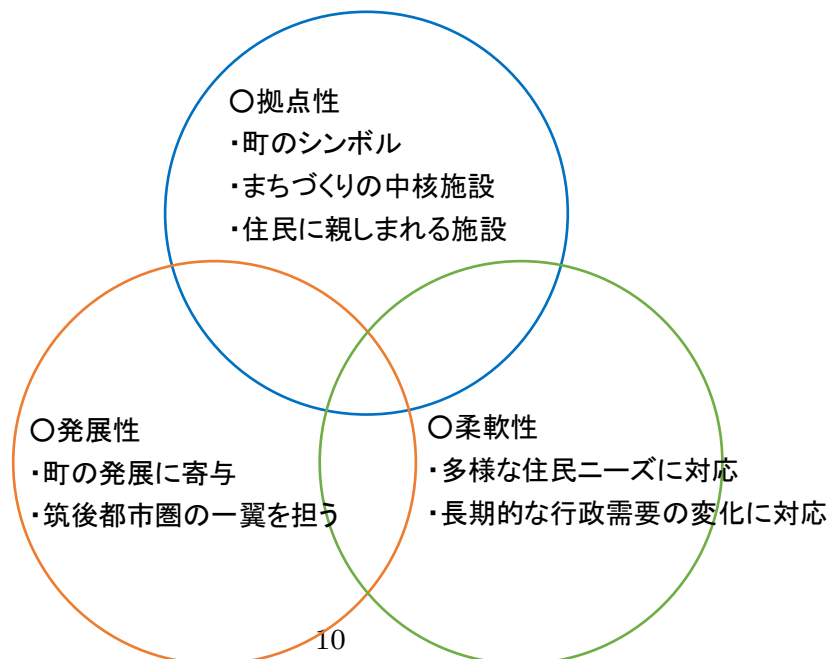 〇拠点性
・町のシンボル
・まちづくりの中核施設
・住民に親しまれる施設
〇発展性
・町の発展に寄与
・筑後都市圏の一翼を担う
〇柔軟性
・多様な住民ニーズに対応
・長期的な行政需要の変化に対応
10